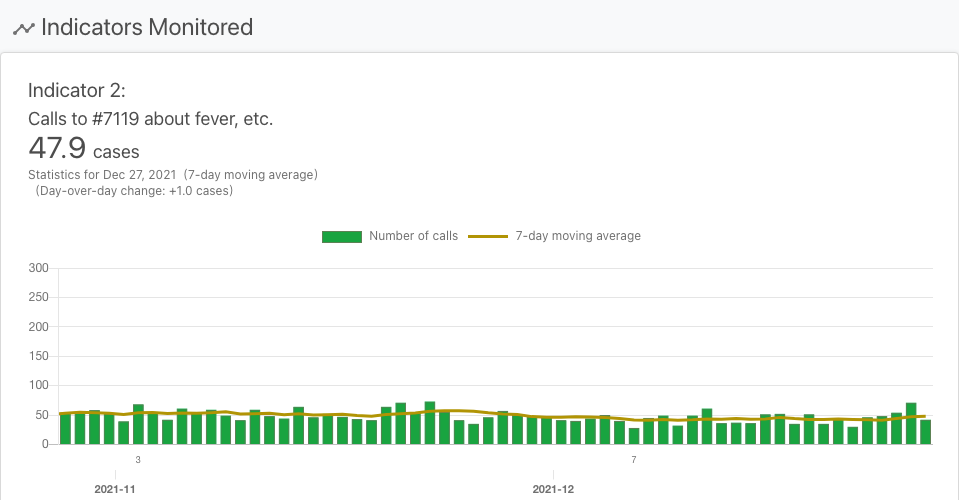 Indicators Monitored
Indicator 2:
Calls to #7119 about fever, etc.
47.9 cases
Statistics for Dec 27, 2021 (7-day moving average)
(Day-over-day change: +1.0 cases)
Number of calls 7-day moving average
300
250
200
150
100
50
0
3 7
2021-11 2021-12